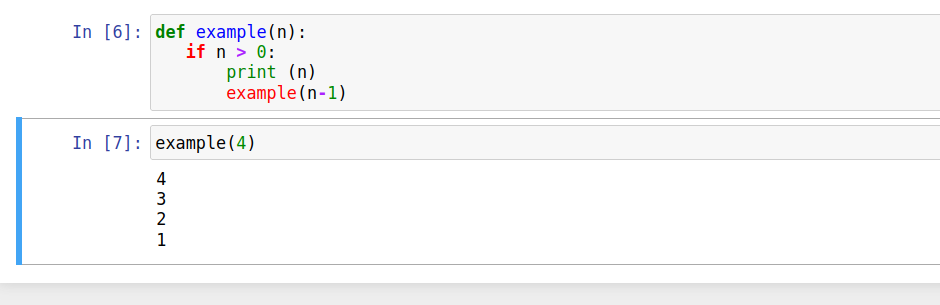 In [6]: def example(n):
   if n > 0:
       print (n)
       example(n-1)
In [7]: example(4)
4
3
2
1